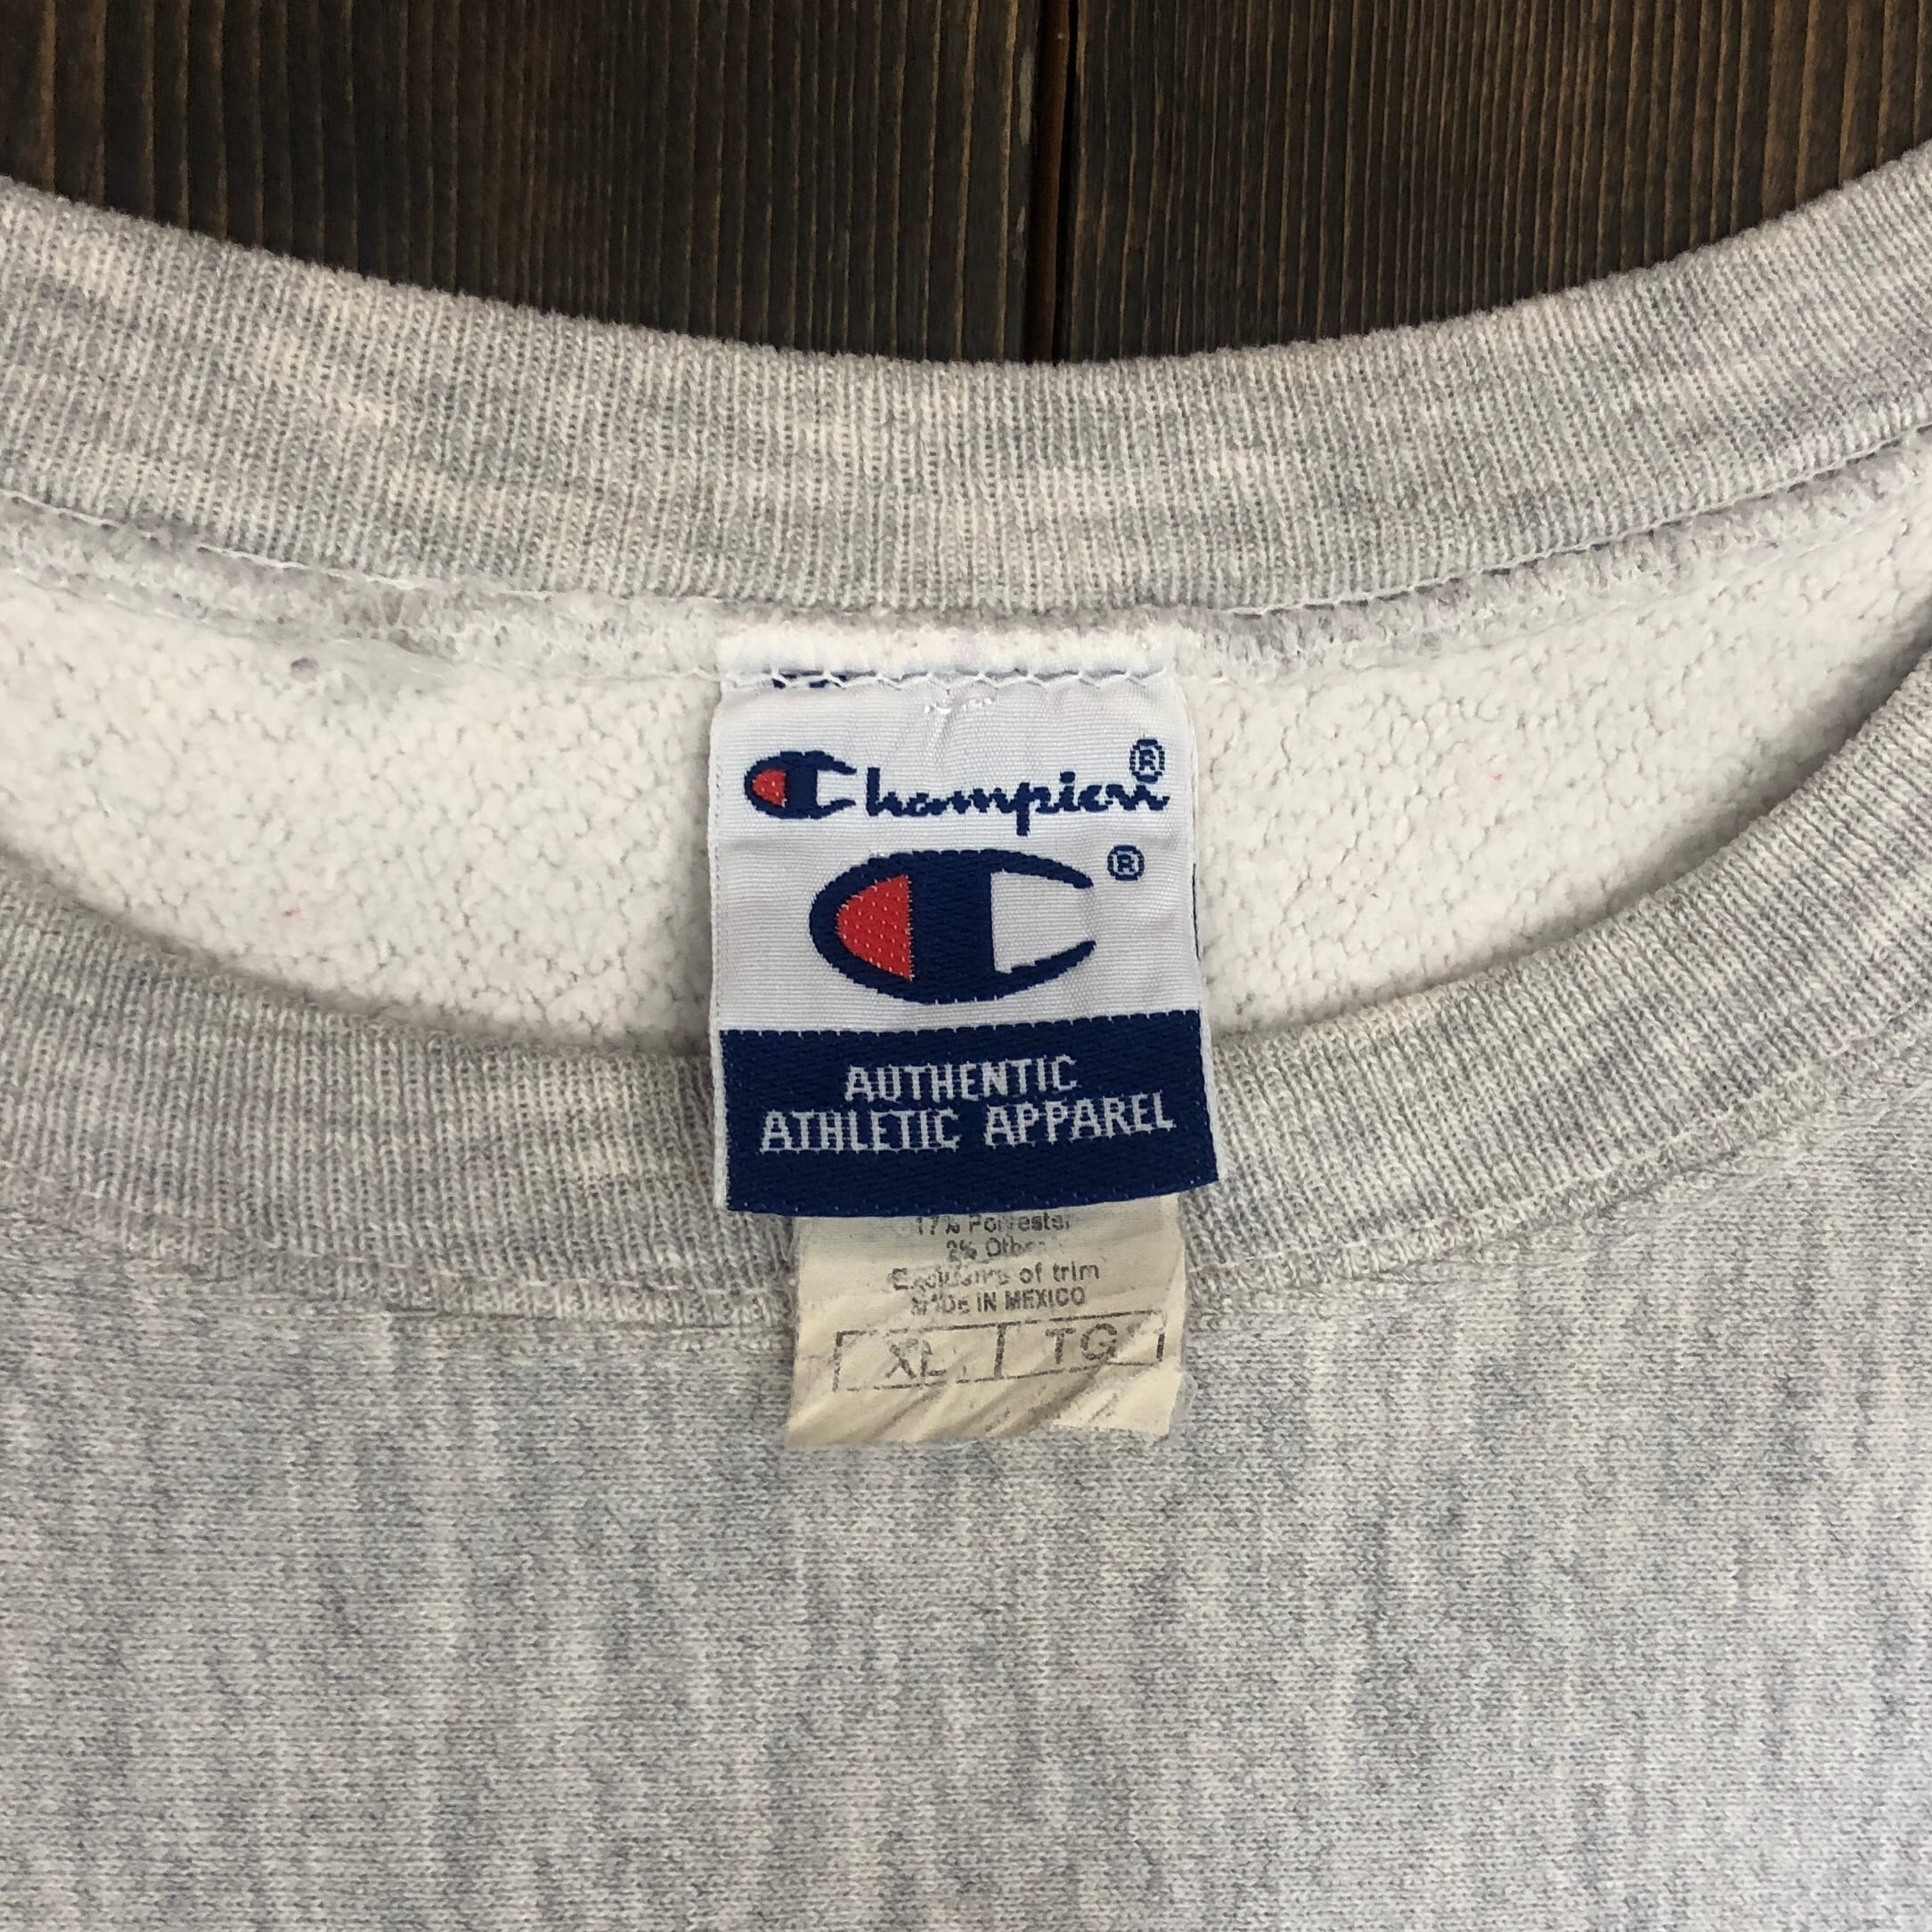 Champion®
®
AUTHENTIC
ATHLETIC APPAREL
17% Polyester
2% Other
Exclusive of trim
MADE IN MEXICO
XL TG